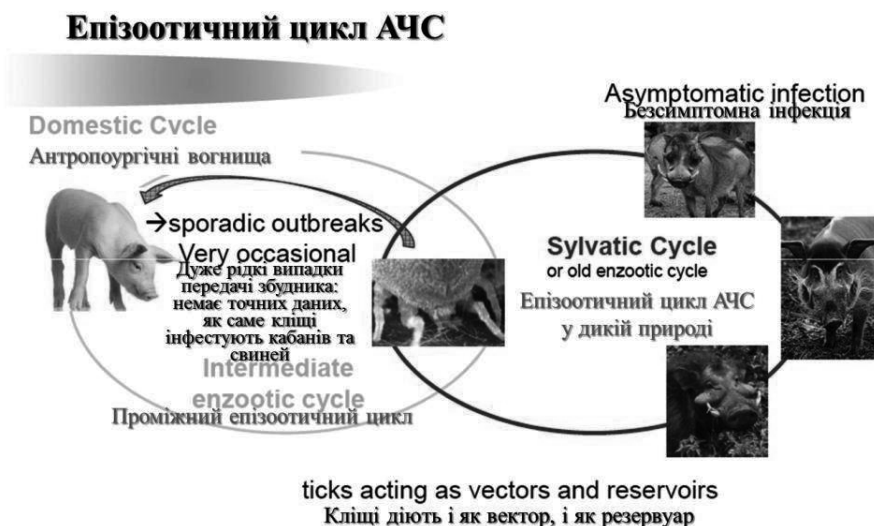 Епізоотичний цикл АЧС
Asymptomatic infection
Безсимптомна інфекція
Domestic Cycle
Антропоургічні вогнища
→sporadic outbreaks
Very occasional
Дуже рідкі випадки
передачі збудника:
немає точних даних,
як саме кліщі
інфестують кабанів та
свиней
Sylvatic Cycle
or old enzootic cycle
Епізоотичний цикл АЧС
у дикій природі
Intermediate
enzootic cycle
Проміжний епізоотичний цикл
ticks acting as vectors and reservoirs
Кліщі діють і як вектор, і як резервуар